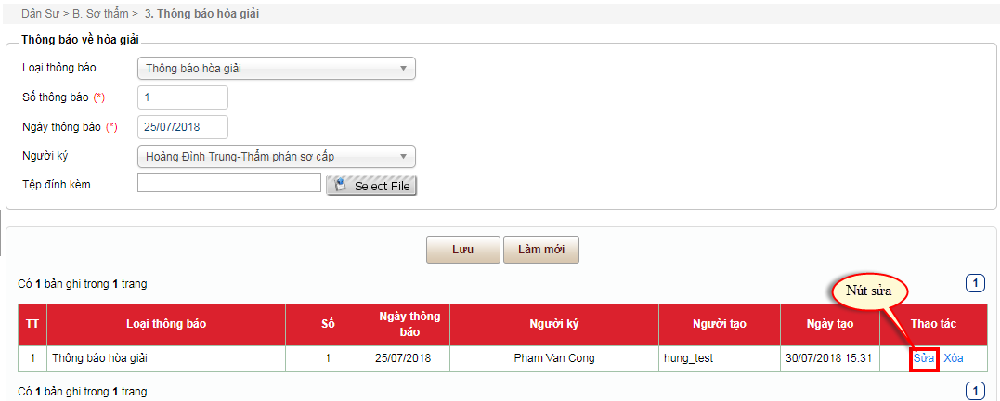 Dân Sự > B. Sơ thẩm > 3. Thông báo hòa giải
Thông báo về hòa giải
Loại thông báo Thông báo hòa giải
Số thông báo (*) 1
Ngày thông báo (*) 25/07/2018
Người ký Hoàng Đình Trung-Thẩm phán sơ cấp
Tệp đính kèm Select File
Lưu Làm mới
Nút sửa
Có 1 bản ghi trong 1 trang 1
TT Loại thông báo Số Ngày thông báo Người ký Người tạo Ngày tạo Thao tác
1 Thông báo hòa giải 1 25/07/2018 Pham Van Cong hung_test 30/07/2018 15:31 Sửa Xóa
Có 1 bản ghi trong 1 trang 1